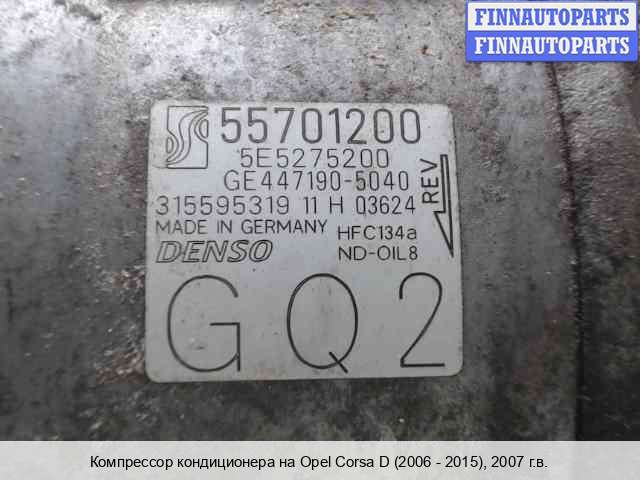 FINNAUTOPARTS
FINNAUTOPARTS
55701200
5E5275200
GE447190-5040
315595319 11 H 03624
REV
MADE IN GERMANY
HFC134a
DENSO
ND-OIL8
GQ2
Компрессор кондиционера на Opel Corsa D (2006 - 2015), 2007 г.в.